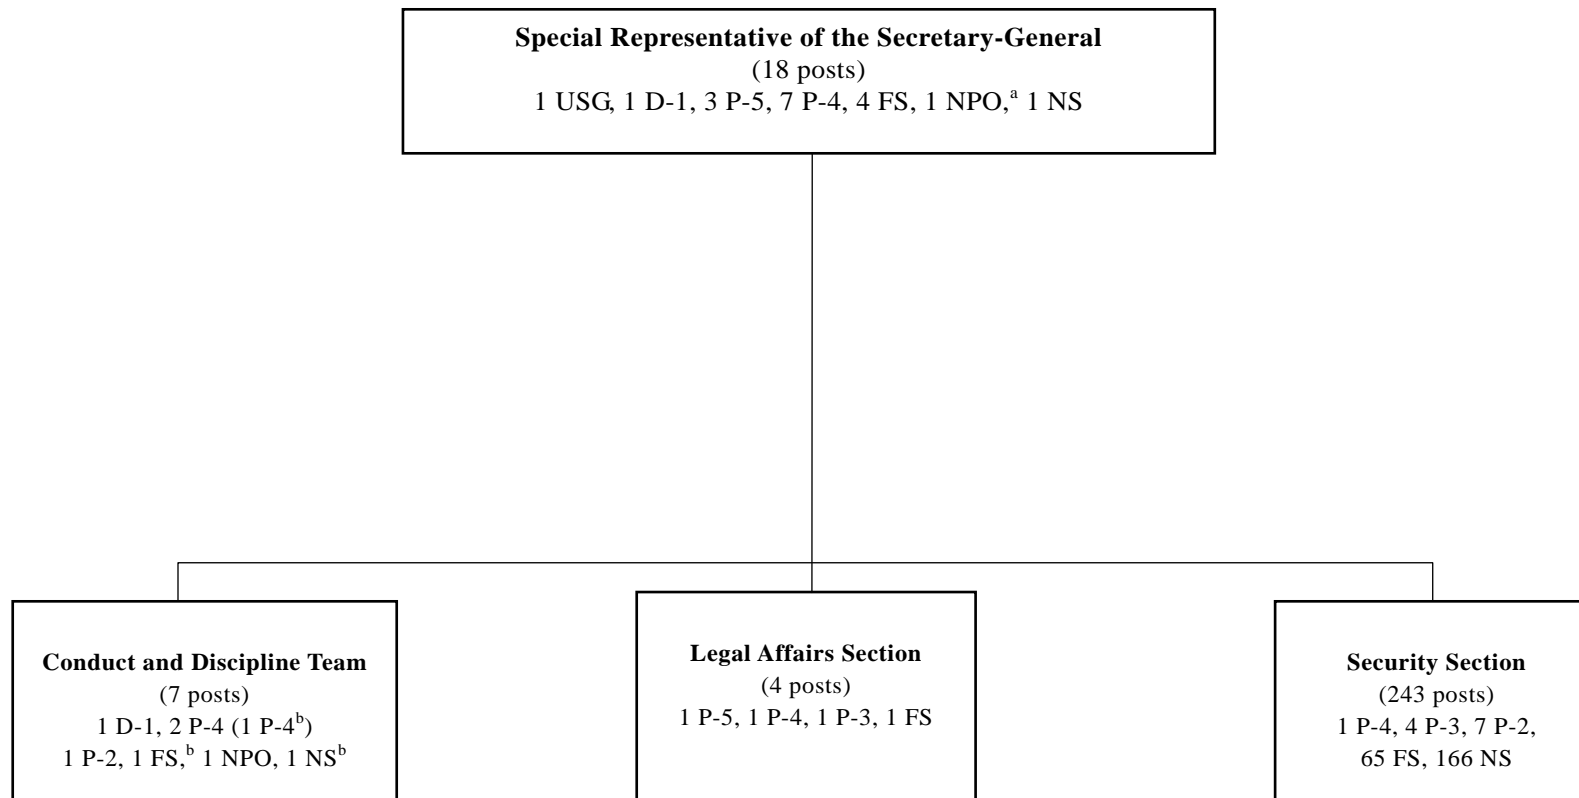 Special Representative of the Secretary-General
(18 posts)
1 USG, 1 D-1, 3 P-5, 7 P-4, 4 FS, 1 NPO,ᵃ 1 NS
Conduct and Discipline Team
(7 posts)
1 D-1, 2 P-4 (1 P-4ᵇ)
1 P-2, 1 FS,ᵇ 1 NPO, 1 NSᵇ
Legal Affairs Section
(4 posts)
1 P-5, 1 P-4, 1 P-3, 1 FS
Security Section
(243 posts)
1 P-4, 4 P-3, 7 P-2,
65 FS, 166 NS